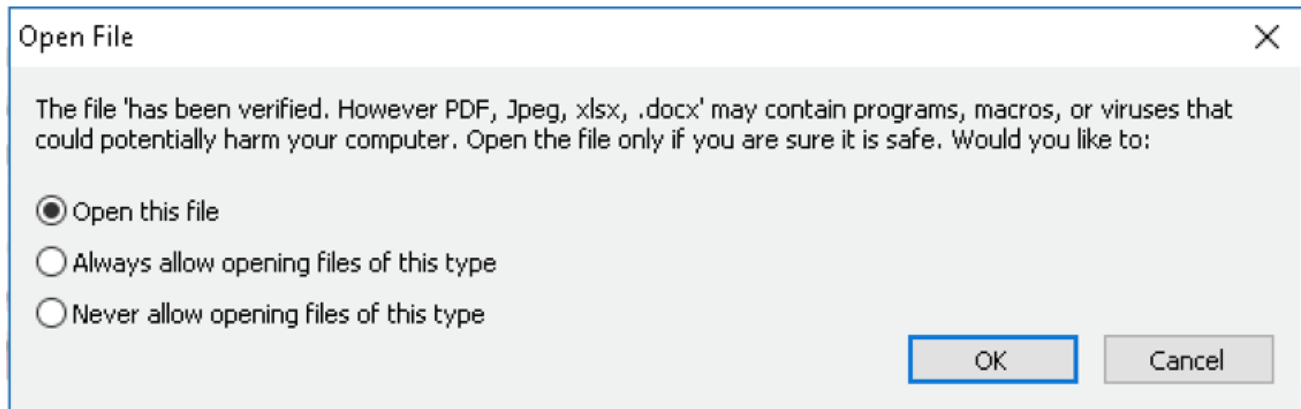 Open File
The file 'has been verified. However PDF, Jpeg, xlsx, .docx' may contain programs, macros, or viruses that
could potentially harm your computer. Open the file only if you are sure it is safe. Would you like to:
Open this file
Always allow opening files of this type
Never allow opening files of this type
OK Cancel